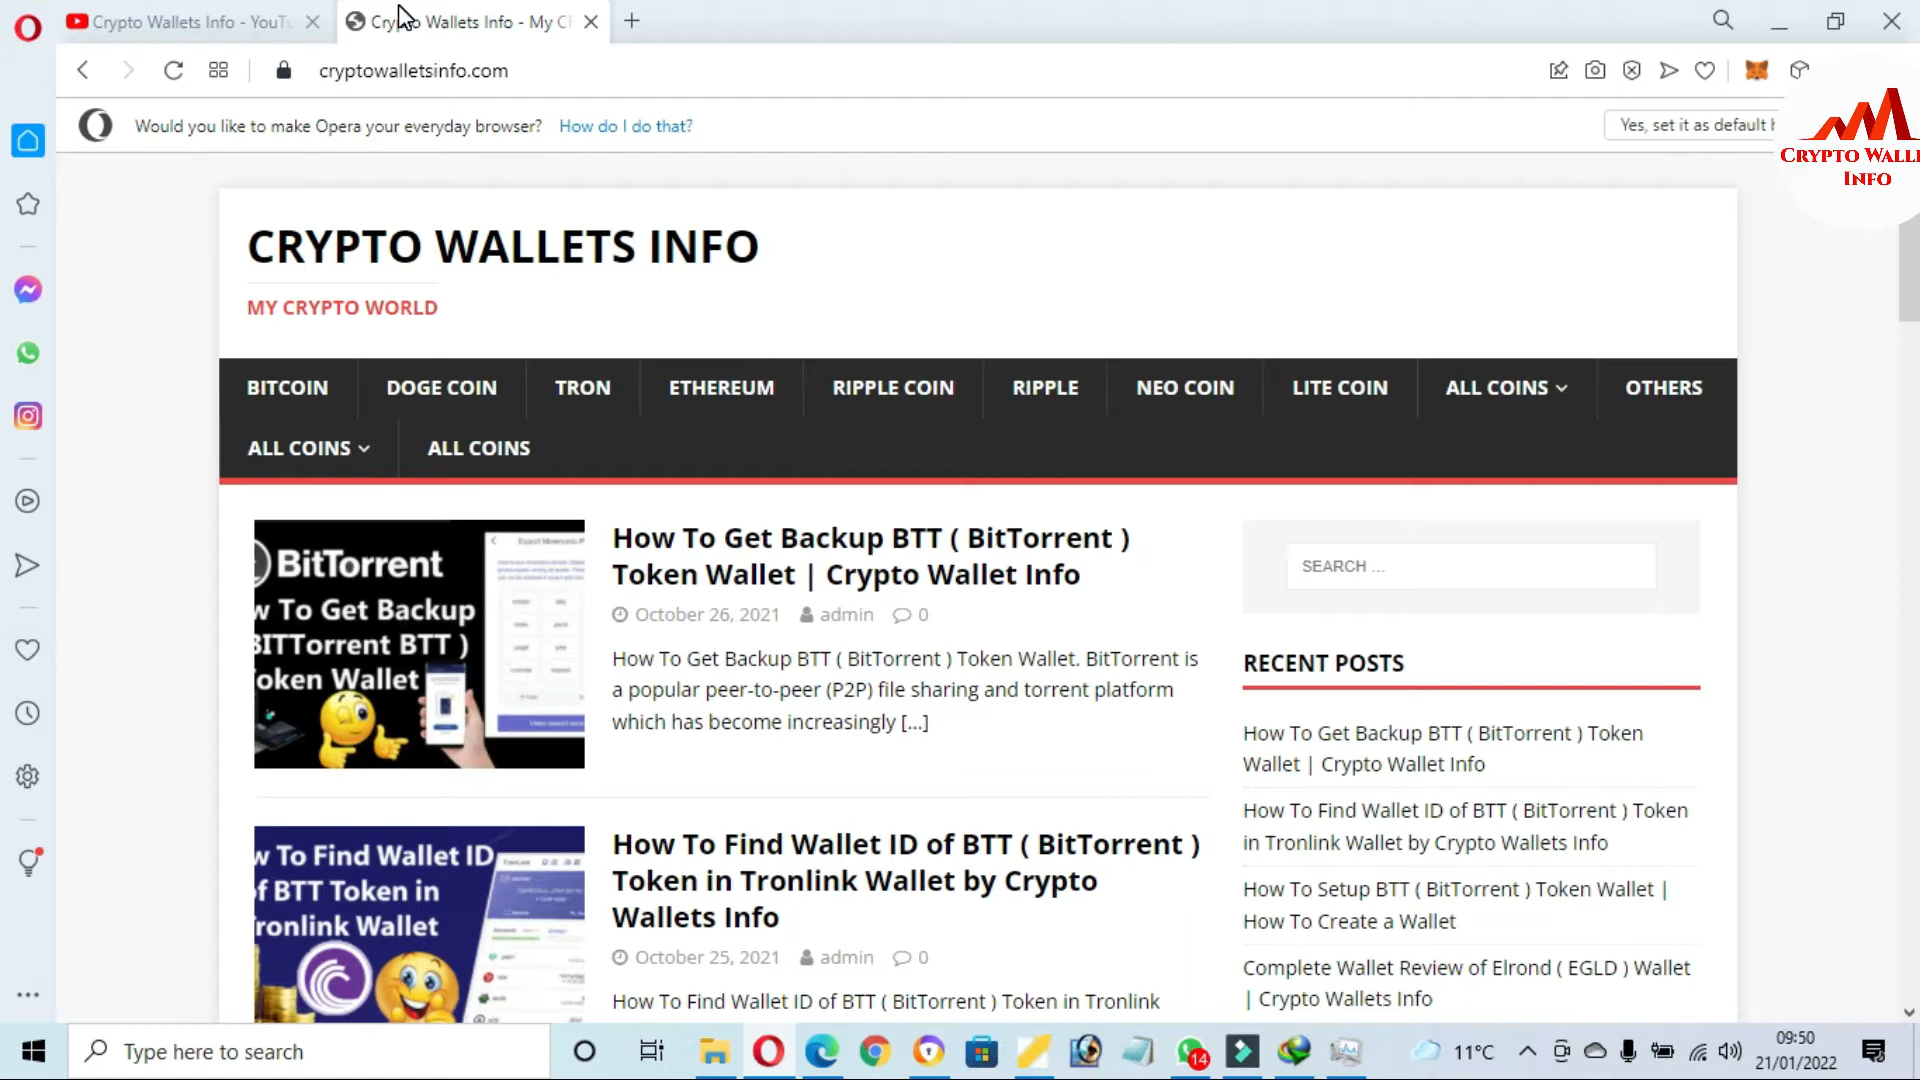 Crypto Wallets Info - YouTu
Crypto Wallets Info - My Cr
cryptowalletsinfo.com
Would you like to make Opera your everyday browser? How do I do that?
Yes, set it as default b
CRYPTO WALLE
INFO
CRYPTO WALLETS INFO
MY CRYPTO WORLD
BITCOIN DOGE COIN TRON ETHEREUM RIPPLE COIN RIPPLE NEO COIN LITE COIN ALL COINS OTHERS
ALL COINS ALL COINS
BitTorrent
w To Get Backup
BITTorrent BTT )
Token Wallet
How To Get Backup BTT ( BitTorrent )
Token Wallet | Crypto Wallet Info
October 26, 2021 admin 0
How To Get Backup BTT ( BitTorrent ) Token Wallet. BitTorrent is
a popular peer-to-peer (P2P) file sharing and torrent platform
which has become increasingly [...]
SEARCH ...
RECENT POSTS
How To Get Backup BTT ( BitTorrent ) Token
Wallet | Crypto Wallet Info
How To Find Wallet ID of BTT ( BitTorrent ) Token
in Tronlink Wallet by Crypto Wallets Info
How To Setup BTT ( BitTorrent ) Token Wallet |
How To Create a Wallet
Complete Wallet Review of Elrond ( EGLD ) Wallet
| Crypto Wallets Info
w To Find Wallet ID
of BTT Token in
ronlink Wallet
How To Find Wallet ID of BTT ( BitTorrent )
Token in Tronlink Wallet by Crypto
Wallets Info
October 25, 2021 admin 0
How To Find Wallet ID of BTT ( BitTorrent ) Token in Tronlink
Type here to search
14
11°C
09:50
21/01/2022